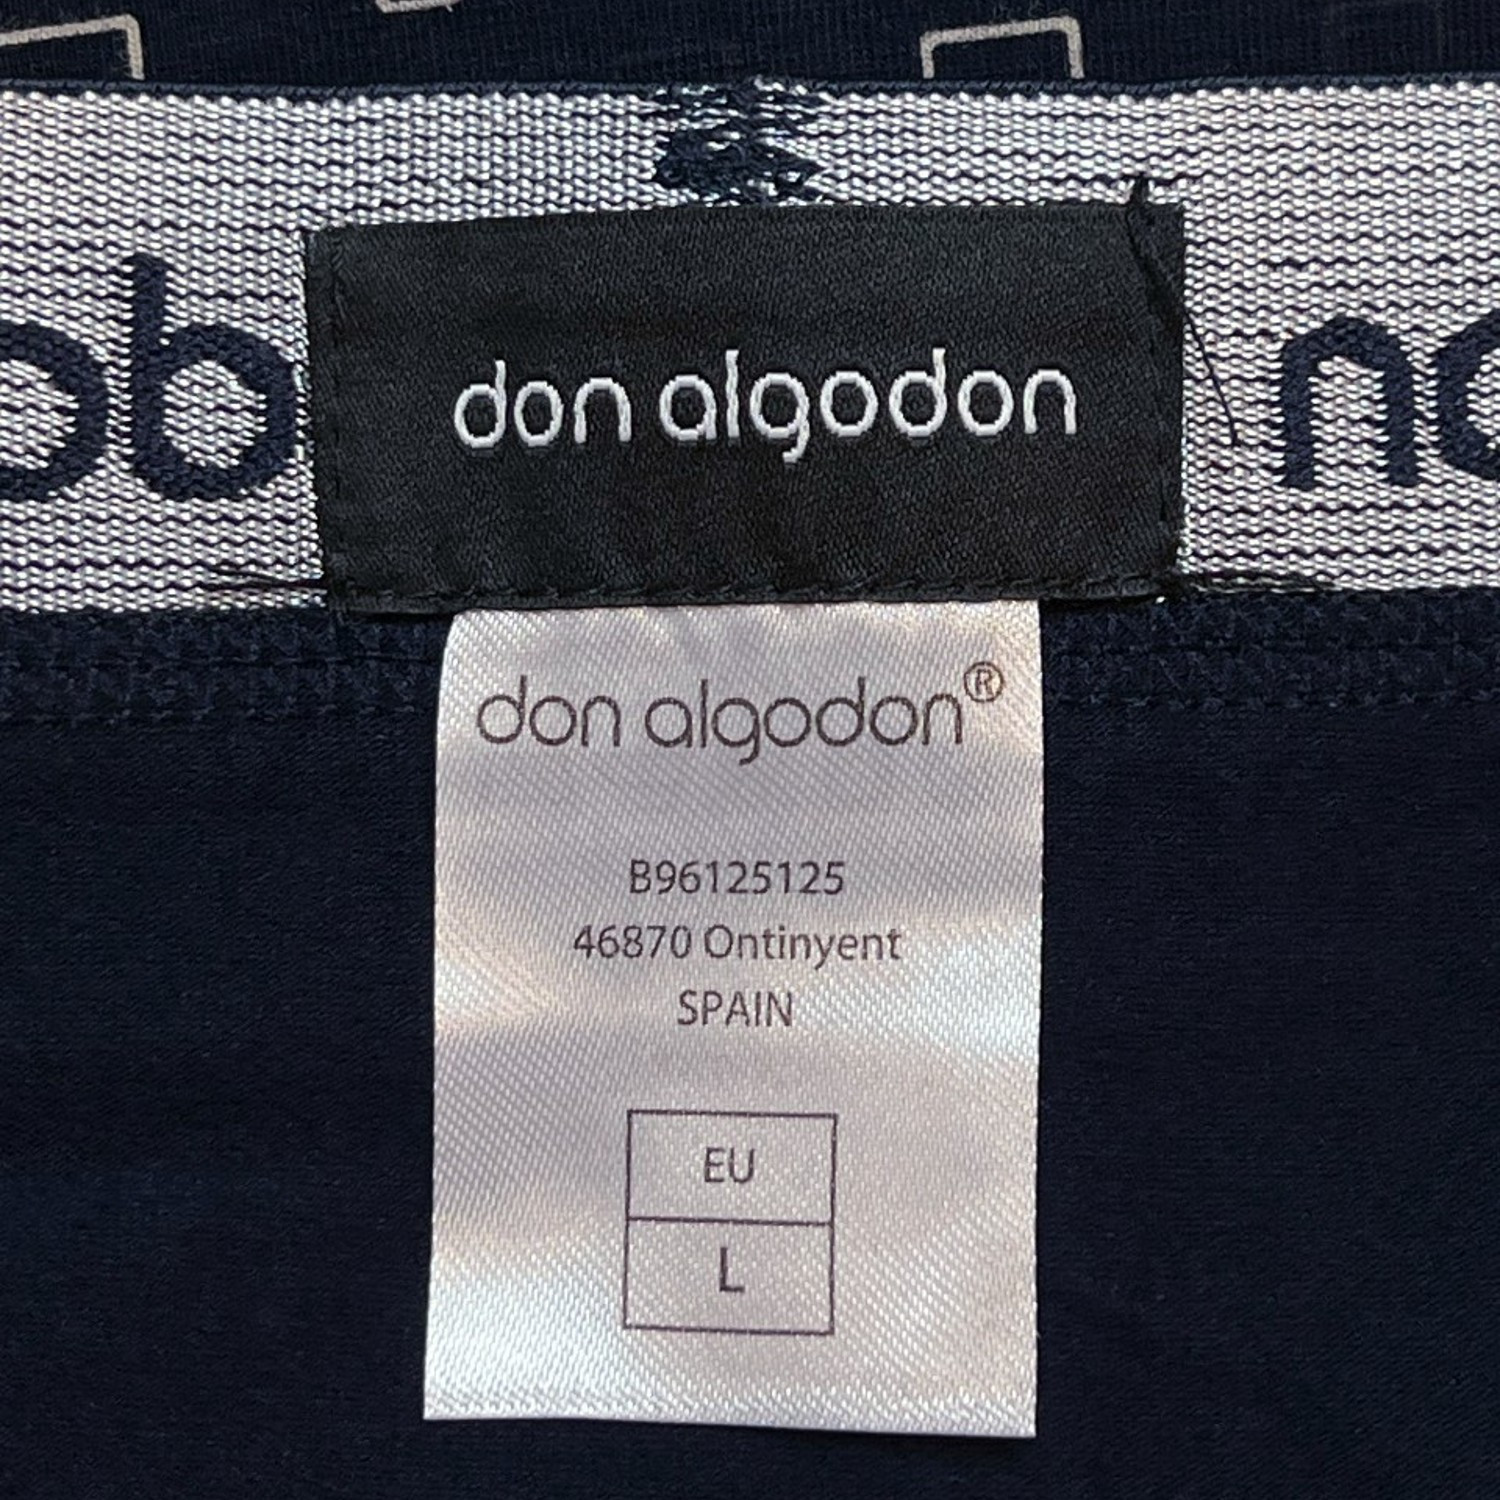 don algodon
don algodon®
B96125125
46870 Ontinyent
SPAIN
EU
L